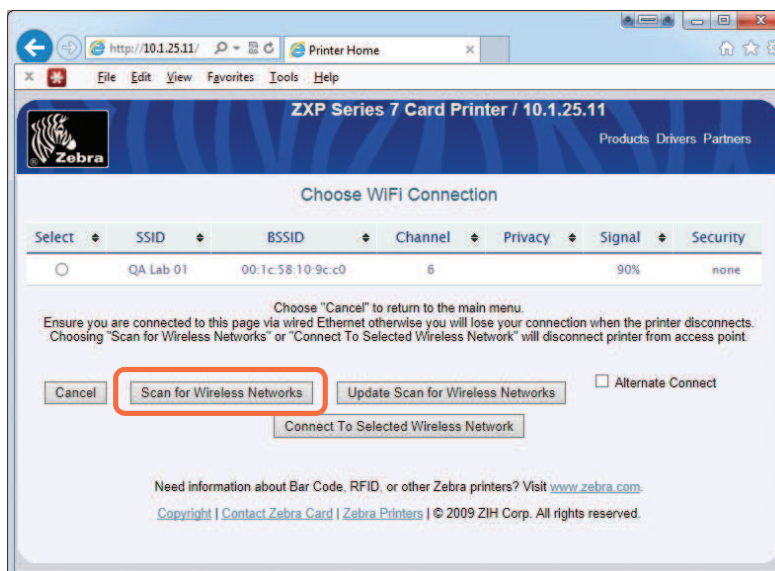 http://10.1.25.11/
Printer Home
File Edit View Favorites Tools Help
ZXP Series 7 Card Printer / 10.1.25.11
Zebra
Products Drivers Partners
Choose WiFi Connection
Select SSID BSSID Channel Privacy Signal Security
QA Lab 01 00:1c:58:10:9c:c0 6 90% none
Choose "Cancel" to return to the main menu.
Ensure you are connected to this page via wired Ethernet otherwise you will lose your connection when the printer disconnects.
Choosing "Scan for Wireless Networks" or "Connect To Selected Wireless Network" will disconnect printer from access point
Cancel Scan for Wireless Networks Update Scan for Wireless Networks Alternate Connect
Connect To Selected Wireless Network
Need information about Bar Code, RFID, or other Zebra printers? Visit www.zebra.com.
Copyright | Contact Zebra Card | Zebra Printers | © 2009 ZIH Corp. All rights reserved.